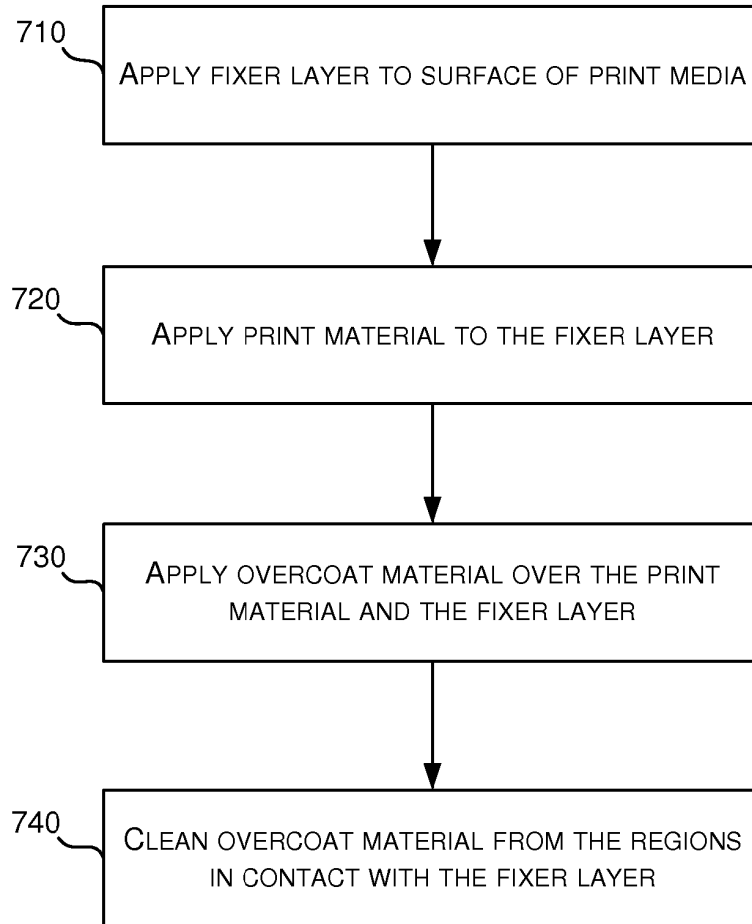 710
APPLY FIXER LAYER TO SURFACE OF PRINT MEDIA
720
APPLY PRINT MATERIAL TO THE FIXER LAYER
730
APPLY OVERCOAT MATERIAL OVER THE PRINT
MATERIAL AND THE FIXER LAYER
740
CLEAN OVERCOAT MATERIAL FROM THE REGIONS
IN CONTACT WITH THE FIXER LAYER